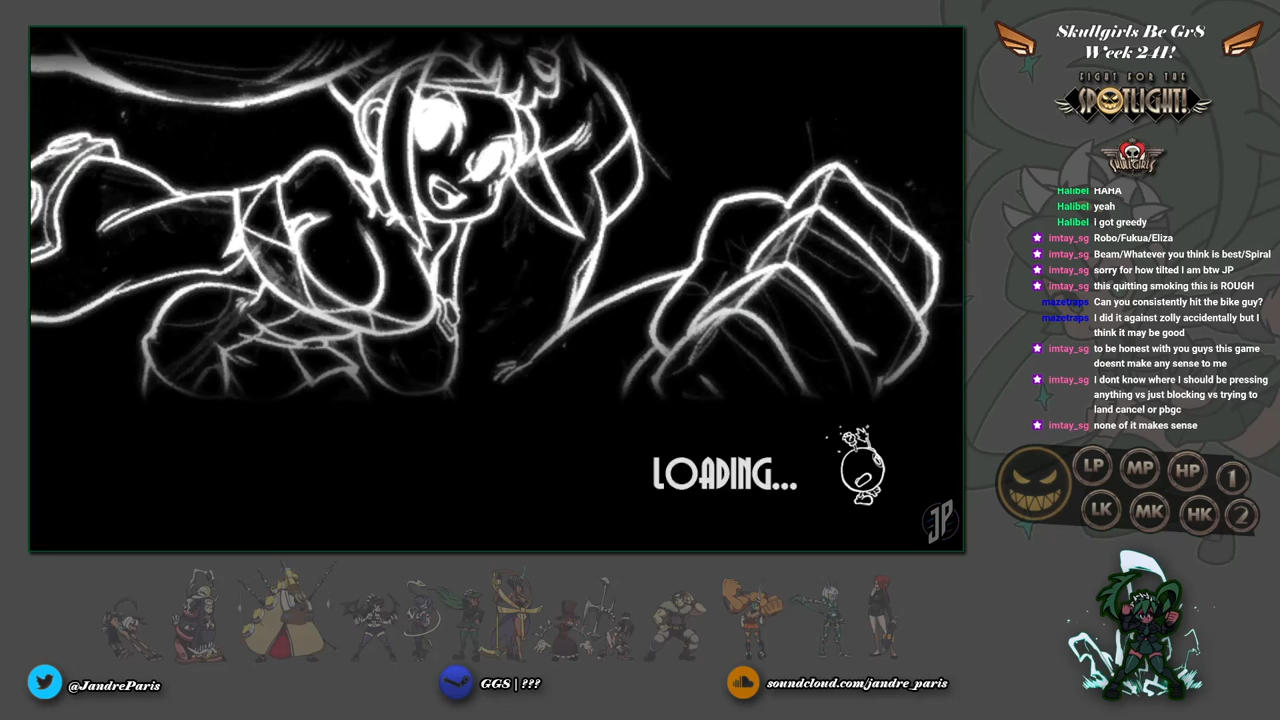 Skullgirls Be Gr8
Week 241!
FIGHT FOR THE
SPOTLIGHT!
SKULLGIRLS
Halibel HAHA
Halibel yeah
Halibel i got greedy
imtay_sg Robo/Fukua/Eliza
imtay_sg Beam/Whatever you think is best/Spiral
imtay_sg sorry for how tilted I am btw JP
imtay_sg this quitting smoking this is ROUGH
mazetraps Can you consistently hit the bike guy?
mazetraps I did it against zolly accidentally but I
think it may be good
imtay_sg to be honest with you guys this game
doesnt make any sense to me
imtay_sg I dont know where I should be pressing
anything vs just blocking vs trying to
land cancel or pbgc
imtay_sg none of it makes sense
LOADING...
JP
LP MP HP 1
LK MK HK 2
@JandreParis
GGS | ???
soundcloud.com/jandre_paris